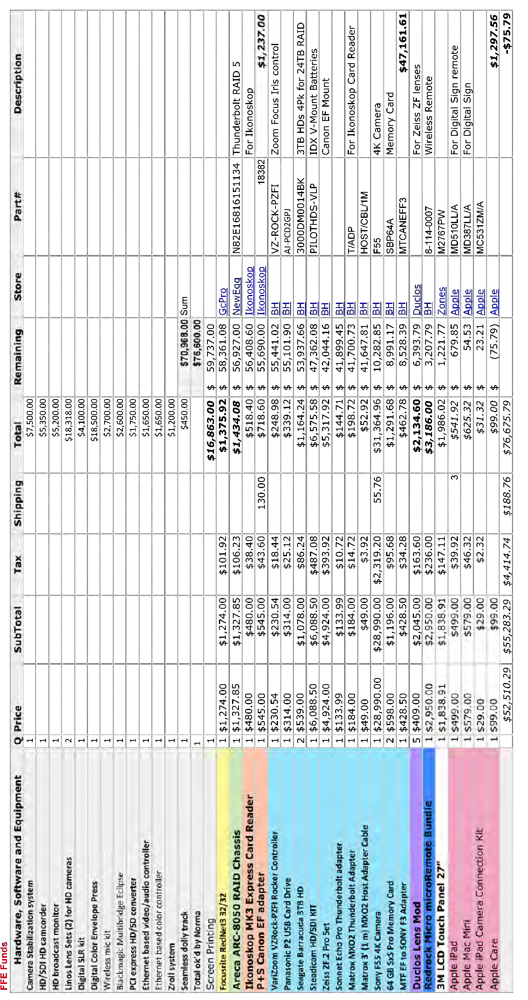 FFE Funds
Hardware, Software and Equipment Q Price SubTotal Tax Shipping Total Remaining Store Part# Description
Camera Stabilization system 1 $7,500.00
HD/SDI HD camcorder 1 $5,350.00
HD broadcast monitor 1 $5,200.00
Linos Lens Sets (2) for HD cameras 2 $18,318.00
Digital SLR kit 1 $4,100.00
Digital Color Envelope Press 1 $18,500.00
Wireless mic kit 1 $2,700.00
Blackmagic Multibridge Eclipse 1 $2,600.00
PCI express HD/SD converter 1 $1,750.00
Ethernet based video/audio controller 1 $1,650.00
Ethernet based color controller 1 $1,650.00
Zroll system 1 $1,200.00
Seamless dolly track 1 $450.00 $70,968.00 Sum
Total ok'd by Norma 1 $76,600.00
Screen Printing 1 $16,863.00 $ 59,737.00
Focusrite RedNet3 32/32 1 $1,274.00 $1,274.00 $101.92 $1,375.92 $ 58,361.08 GcPro
Areca ARC-8050 RAID Chassis 1 $1,327.85 $1,327.85 $106.23 $1,434.08 $ 56,927.00 NewEgg N82E16816151134 Thunderbolt RAID 5
Ikonoskop MK3 Express Card Reader 1 $480.00 $480.00 $38.40 $518.40 $ 56,408.60 Ikonoskop For Ikonoskop
P+S Canon EF adapter 1 $545.00 $545.00 $43.60 130.00 $718.60 $ 55,690.00 Ikonoskop 18382 $1,237.00
VariZoom VZRock-PZFI Rocker Controller 1 $230.54 $230.54 $18.44 $248.98 $ 55,441.02 BH VZ-ROCK-PZFI Zoom Focus Iris control
Panasonic P2 USB Card Drive 1 $314.00 $314.00 $25.12 $339.12 $ 55,101.90 BH AJ-PCD2GPJ
Seagate Barracuda 3TB HD 2 $539.00 $1,078.00 $86.24 $1,164.24 $ 53,937.66 BH 3000DM0014BK 3TB HDs 4Pk for 24TB RAID
Steadicam HD/SDI KIT 1 $6,088.50 $6,088.50 $487.08 $6,575.58 $ 47,362.08 BH PILOTHDS-VLP IDX V-Mount Batteries
Zeiss ZF.2 Pro Set 1 $4,924.00 $4,924.00 $393.92 $5,317.92 $ 42,044.16 BH Canon EF Mount
Sonnet Echo Pro Thunderbolt adapter 1 $133.99 $133.99 $10.72 $144.71 $ 41,899.45 BH
Matrox MXO2 Thunderbolt Adapter 1 $184.00 $184.00 $14.72 $198.72 $ 41,700.73 BH T/ADP For Ikonoskop Card Reader
Matrox 3' (1 m) MXO2 Host Adapter Cable 1 $49.00 $49.00 $3.92 $52.92 $ 41,647.81 BH HOST/CBL/1M
Sony F55 4K Camera 1 $28,990.00 $28,990.00 $2,319.20 55.76 $31,364.96 $ 10,282.85 BH F55 4K Camera
64 GB SxS Pro Memory Card 2 $598.00 $1,196.00 $95.68 $1,291.68 $ 8,991.17 BH SBP64A Memory Card
MTF EF to SONY F3 Adapter 1 $428.50 $428.50 $34.28 $462.78 $ 8,528.39 BH MTCANEFF3 $47,161.61
Duclos Lens Mod 5 $409.00 $2,045.00 $163.60 $2,134.60 $ 6,393.79 Duclos For Zeiss ZF lenses
Redrock Micro microRemote Bundle 1 $2,950.00 $2,950.00 $236.00 $3,186.00 $ 3,207.79 BH 8-114-0007 Wireless Remote
3M LCD Touch Panel 27" 1 $1,838.91 $1,838.91 $147.11 $1,986.02 $ 1,221.77 Zones M2767PW
Apple iPad 1 $499.00 $499.00 $39.92 3 $541.92 $ 679.85 Apple MD510LL/A For Digital Sign remote
Apple Mac Mini 1 $579.00 $579.00 $46.32 $625.32 $ 54.53 Apple MD387LL/A For Digital Sign
Apple iPad Camera Connection Kit 1 $29.00 $29.00 $2.32 $31.32 $ 23.21 Apple MC531ZM/A
Apple Care 1 $99.00 $99.00 $99.00 $ (75.79) Apple $1,297.56
$52,510.29 $55,283.29 $4,414.74 $188.76 $76,675.79 -$75.79